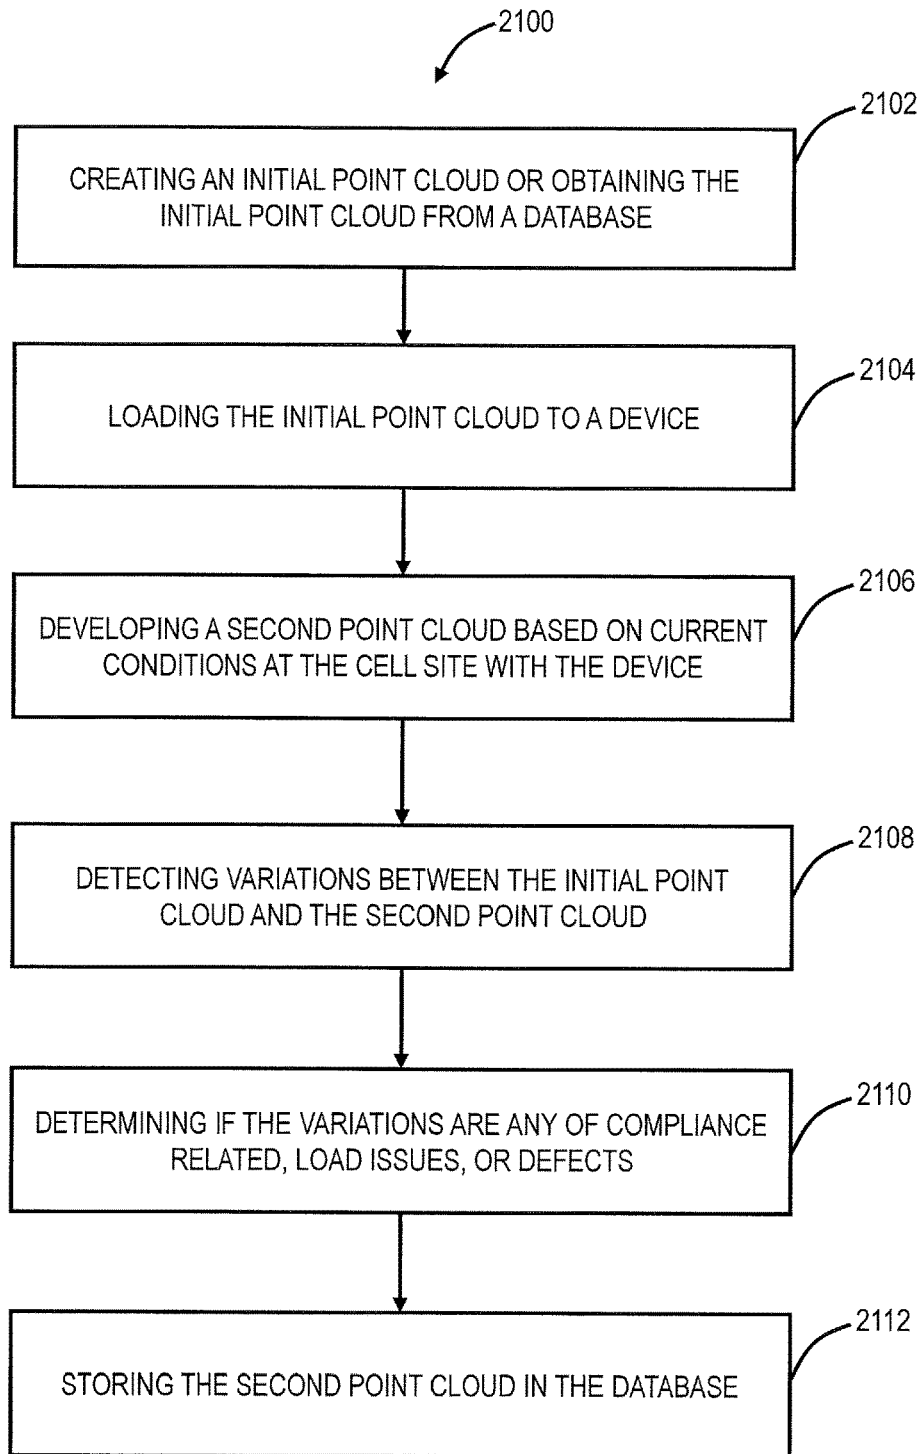 2100
2102
CREATING AN INITIAL POINT CLOUD OR OBTAINING THE
INITIAL POINT CLOUD FROM A DATABASE
2104
LOADING THE INITIAL POINT CLOUD TO A DEVICE
2106
DEVELOPING A SECOND POINT CLOUD BASED ON CURRENT
CONDITIONS AT THE CELL SITE WITH THE DEVICE
2108
DETECTING VARIATIONS BETWEEN THE INITIAL POINT
CLOUD AND THE SECOND POINT CLOUD
2110
DETERMINING IF THE VARIATIONS ARE ANY OF COMPLIANCE
RELATED, LOAD ISSUES, OR DEFECTS
2112
STORING THE SECOND POINT CLOUD IN THE DATABASE